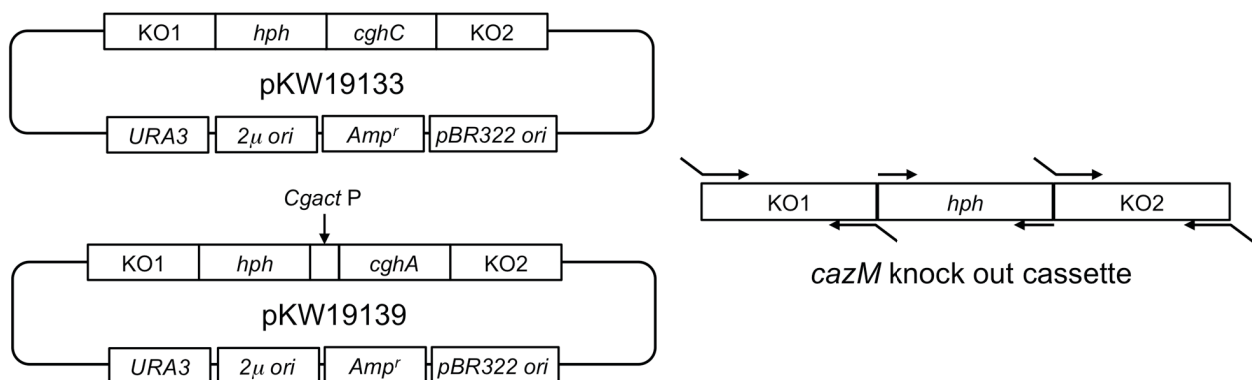 KO1 hph cghC KO2
pKW19133
URA3 2μ ori Ampʳ pBR322 ori
Cgact P
KO1 hph cghA KO2
pKW19139
URA3 2μ ori Ampʳ pBR322 ori
KO1 hph KO2
cazM knock out cassette